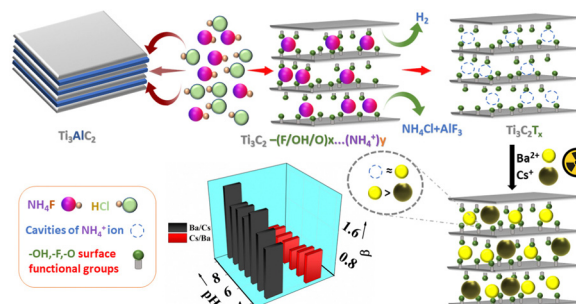 H₂
Ti₃AlC₂
Ti₃C₂ –(F/OH/O)x...(NH₄⁺)y
NH₄Cl+AlF₃
Ti₃C₂Tₓ
Ba²⁺
Cs⁺
NH₄F HCl
Cavities of NH₄⁺ ion
-OH,-F,-O surface
functional groups
Ba/Cs
Cs/Ba
≈
>
1.6
0.8
β
pH
8
6